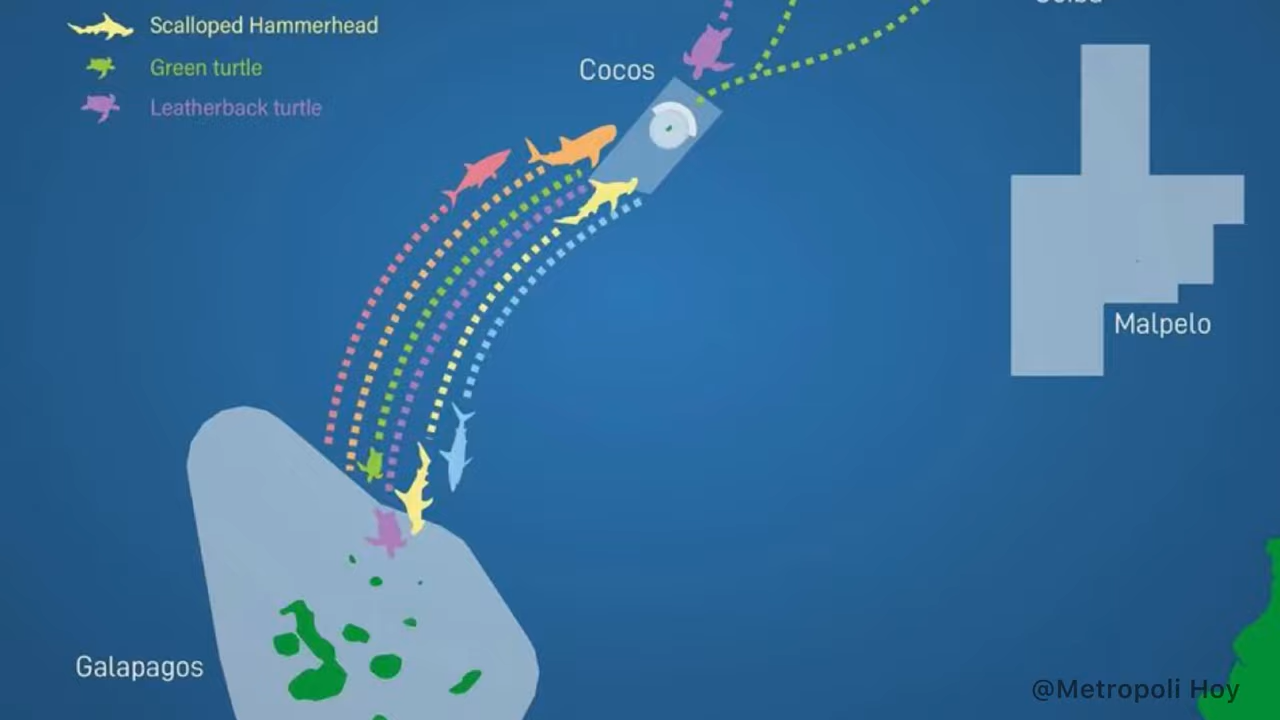 Scalloped Hammerhead
Green turtle
Leatherback turtle
Cocos
Malpelo
Galapagos
@Metropoli Hoy